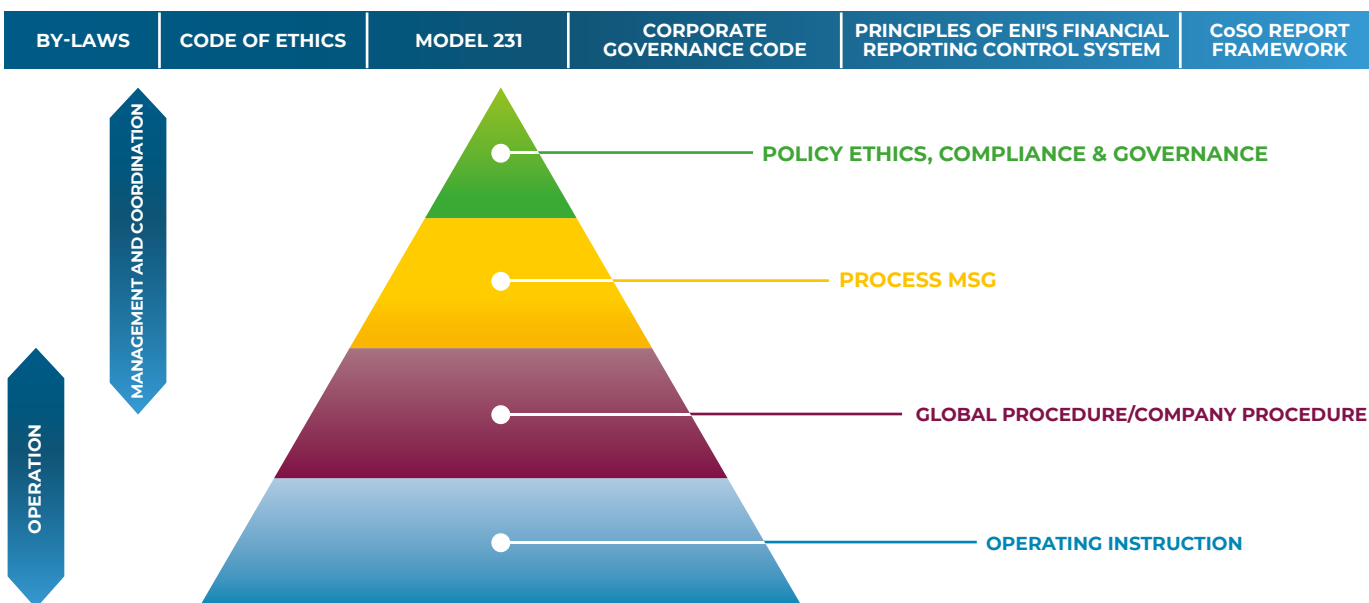 BY-LAWS
CODE OF ETHICS
MODEL 231
CORPORATE
GOVERNANCE CODE
PRINCIPLES OF ENI'S FINANCIAL
REPORTING CONTROL SYSTEM
CoSO REPORT
FRAMEWORK
MANAGEMENT AND COORDINATION
OPERATION
POLICY ETHICS, COMPLIANCE & GOVERNANCE
PROCESS MSG
GLOBAL PROCEDURE/COMPANY PROCEDURE
OPERATING INSTRUCTION